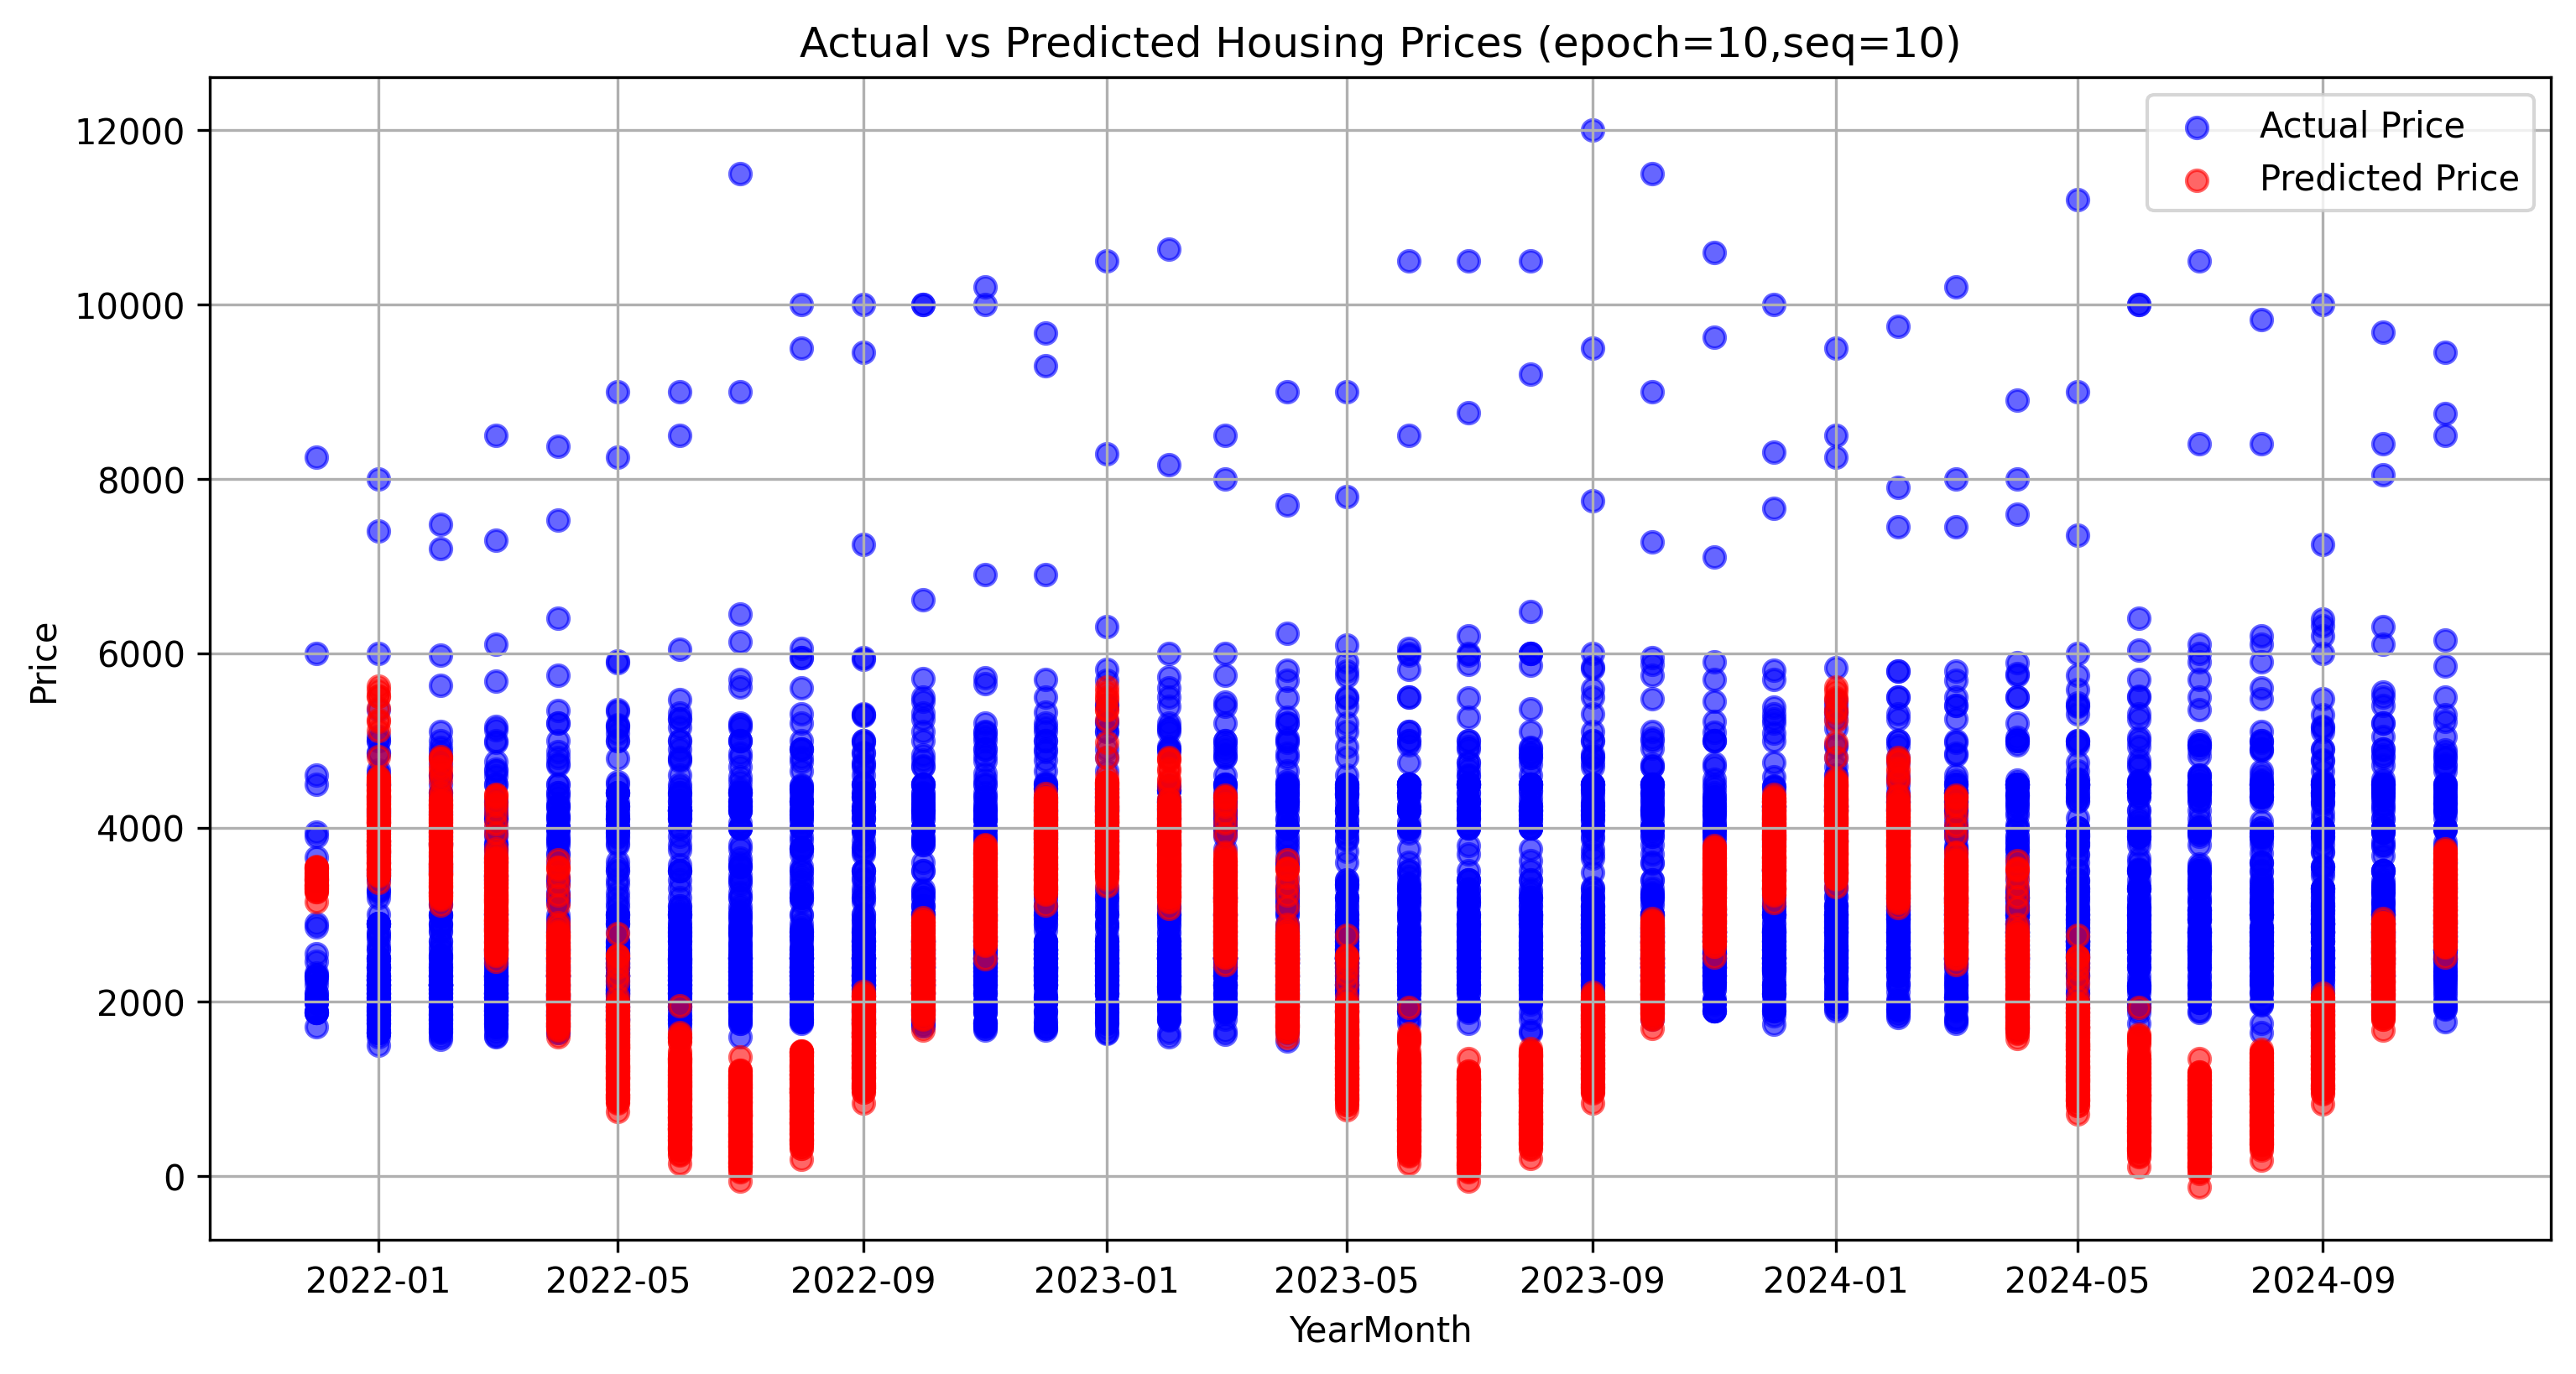 Actual vs Predicted Housing Prices (epoch=10,seq=10)
Actual Price
Predicted Price
12000
10000
8000
6000
4000
2000
0
Price
2022-01 2022-05 2022-09 2023-01 2023-05 2023-09 2024-01 2024-05 2024-09
YearMonth